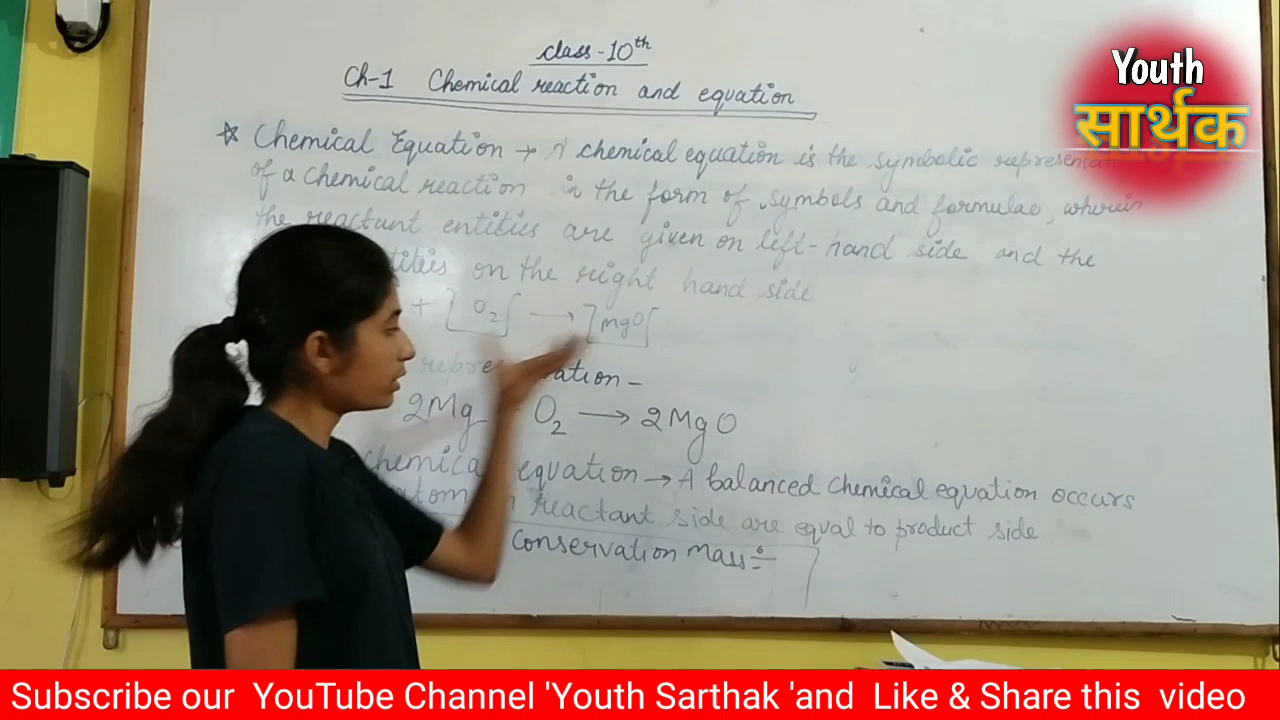 class-10th
Ch-1 Chemical reaction and equation
Youth
सार्थक
☆ Chemical Equation → A chemical equation is the symbolic
of a Chemical reaction in the form of symbols and formulae, wherein
the reactant entities are given on left-hand side and the
on the right hand side
+ [O2] → [MgO]
2Mg O2 → 2MgO
chemical equation → A balanced chemical equation occurs
reactant side are equal to product side
Conservation Mass :-
Subscribe our YouTube Channel 'Youth Sarthak 'and Like & Share this video